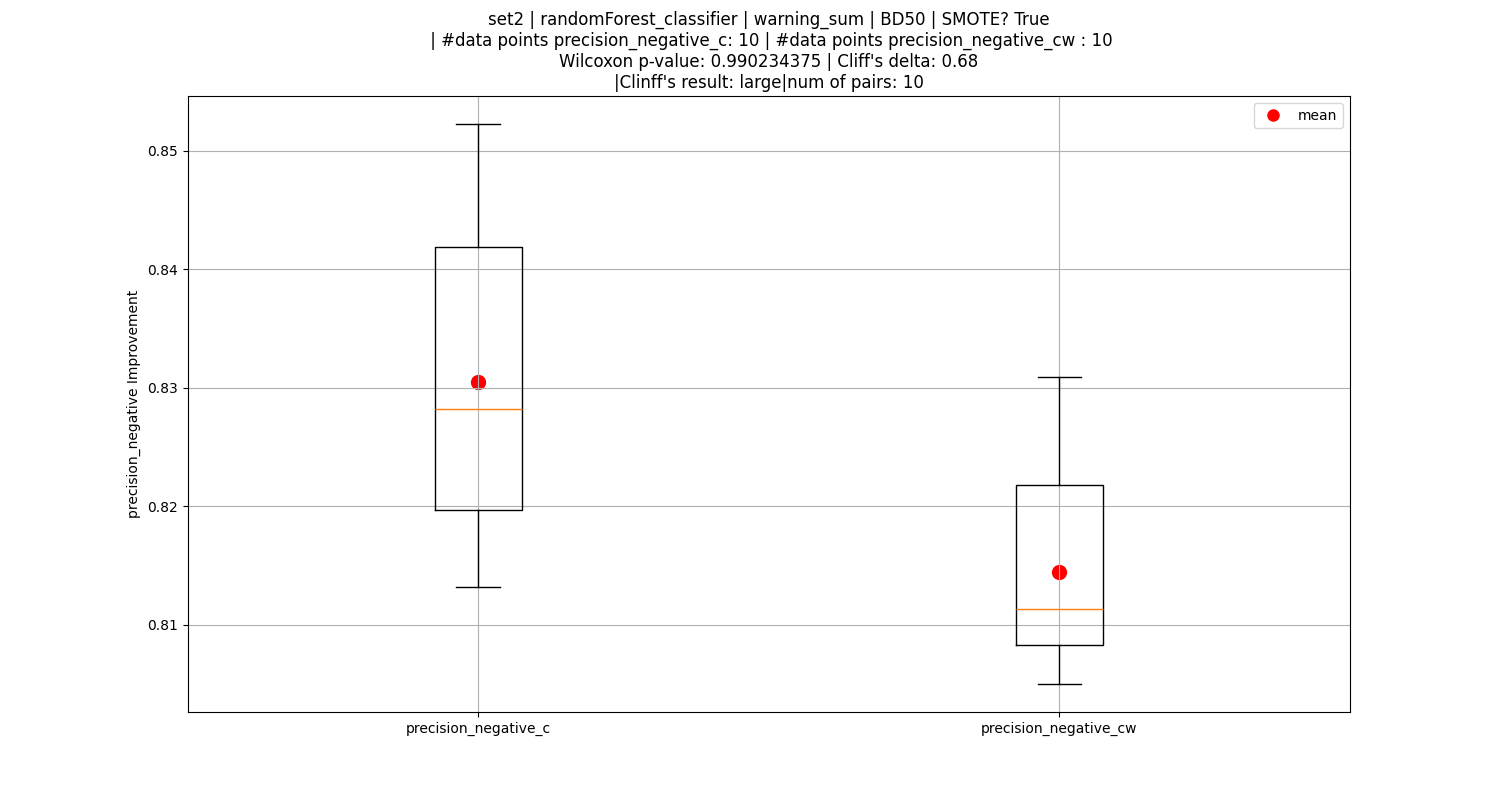 set2 | randomForest_classifier | warning_sum | BD50 | SMOTE? True
| #data points precision_negative_c: 10 | #data points precision_negative_cw : 10
Wilcoxon p-value: 0.990234375 | Cliff's delta: 0.68
|Clinff's result: large|num of pairs: 10
mean
0.85
0.84
0.83
0.82
0.81
precision_negative Improvement
precision_negative_c
precision_negative_cw